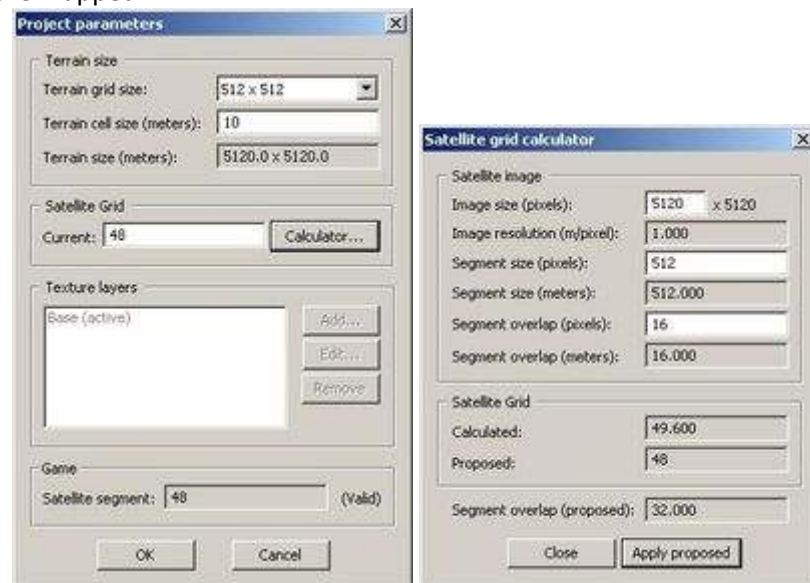 Project parameters
Terrain size
Terrain grid size: 512 x 512
Terrain cell size (meters): 10
Terrain size (meters): 5120.0 x 5120.0
Satellite Grid
Current: 48 Calculator...
Texture layers
Base (active)
Add...
Edit...
Remove
Game
Satellite segment: 48 (Valid)
OK Cancel
Satellite grid calculator
Satellite image
Image size (pixels): 5120 x 5120
Image resolution (m/pixel): 1.000
Segment size (pixels): 512
Segment size (meters): 512.000
Segment overlap (pixels): 16
Segment overlap (meters): 16.000
Satellite Grid
Calculated: 49.600
Proposed: 48
Segment overlap (proposed): 32.000
Close Apply proposed